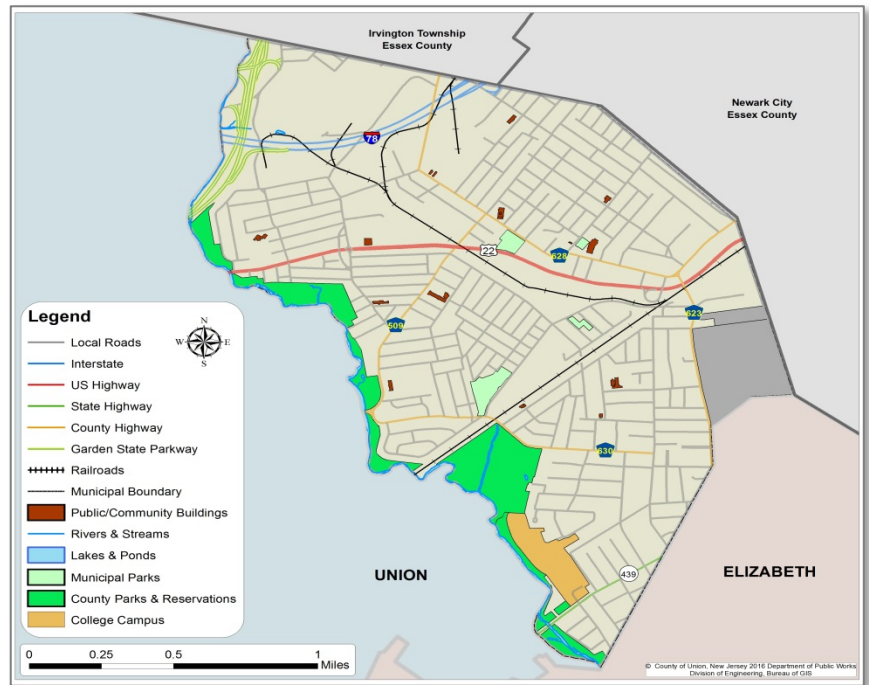 Irvington Township
Essex County
Newark City
Essex County
78
22
628
623
509
630
439
UNION
ELIZABETH
Legend
N
W E
S
Local Roads
Interstate
US Highway
State Highway
County Highway
Garden State Parkway
Railroads
Municipal Boundary
Public/Community Buildings
Rivers & Streams
Lakes & Ponds
Municipal Parks
County Parks & Reservations
College Campus
0 0.25 0.5 1
Miles
© County of Union, New Jersey 2016 Department of Public Works
Division of Engineering, Bureau of GIS